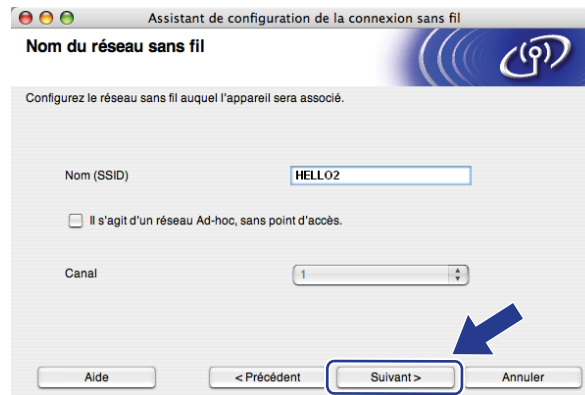 Assistant de configuration de la connexion sans fil
Nom du réseau sans fil
Configurez le réseau sans fil auquel l'appareil sera associé.
Nom (SSID) HELLO2
Il s'agit d'un réseau Ad-hoc, sans point d'accès.
Canal 1
Aide < Précédent Suivant > Annuler